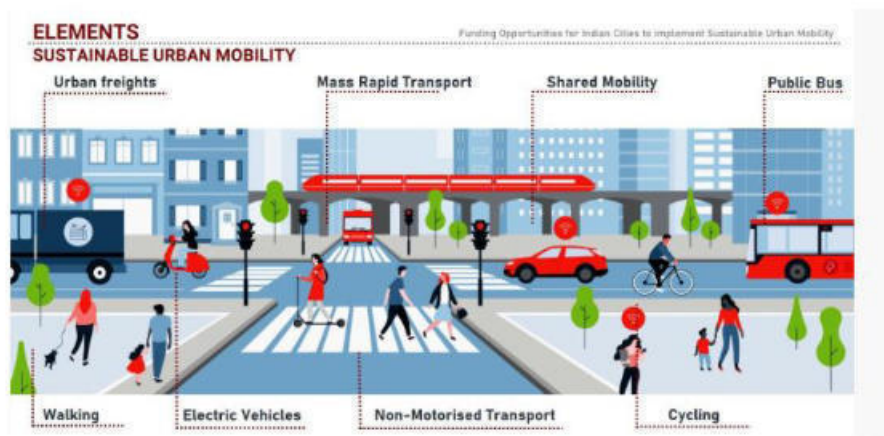 ELEMENTS
Funding Opportunities for Indian Cities to implement Sustainable Urban Mobility
SUSTAINABLE URBAN MOBILITY
Urban freights
Mass Rapid Transport
Shared Mobility
Public Bus
Walking
Electric Vehicles
Non-Motorised Transport
Cycling